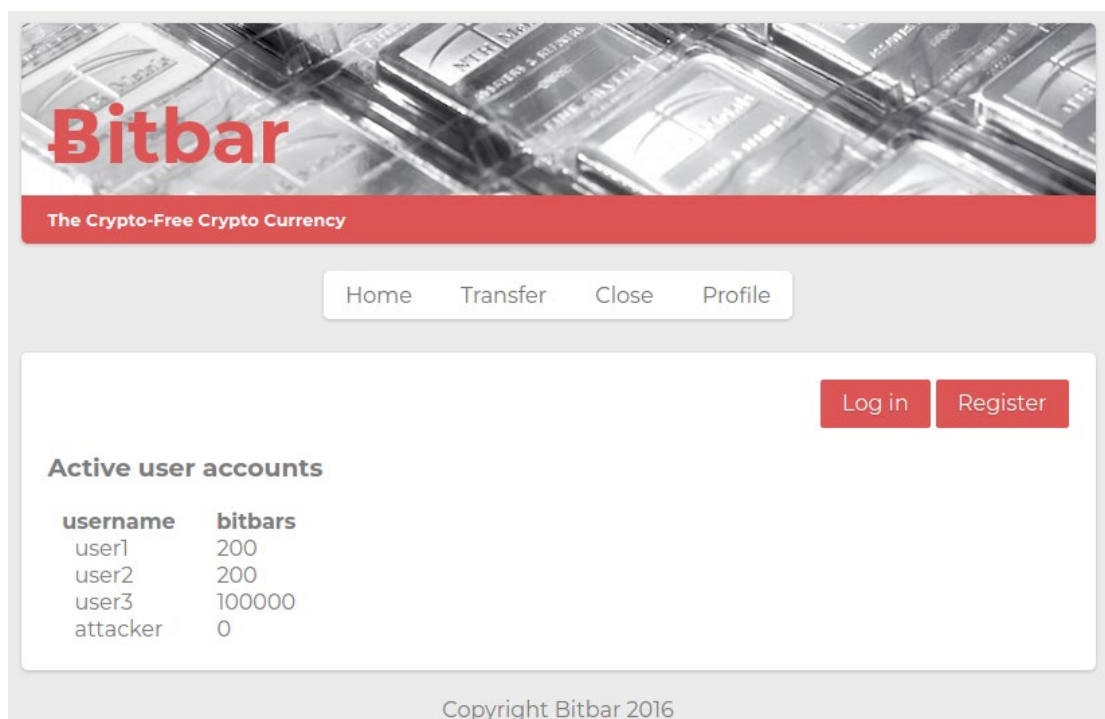 Ƀitbar
The Crypto-Free Crypto Currency
Home Transfer Close Profile
Log in Register
Active user accounts
username bitbars
user1 200
user2 200
user3 100000
attacker 0
Copyright Bitbar 2016